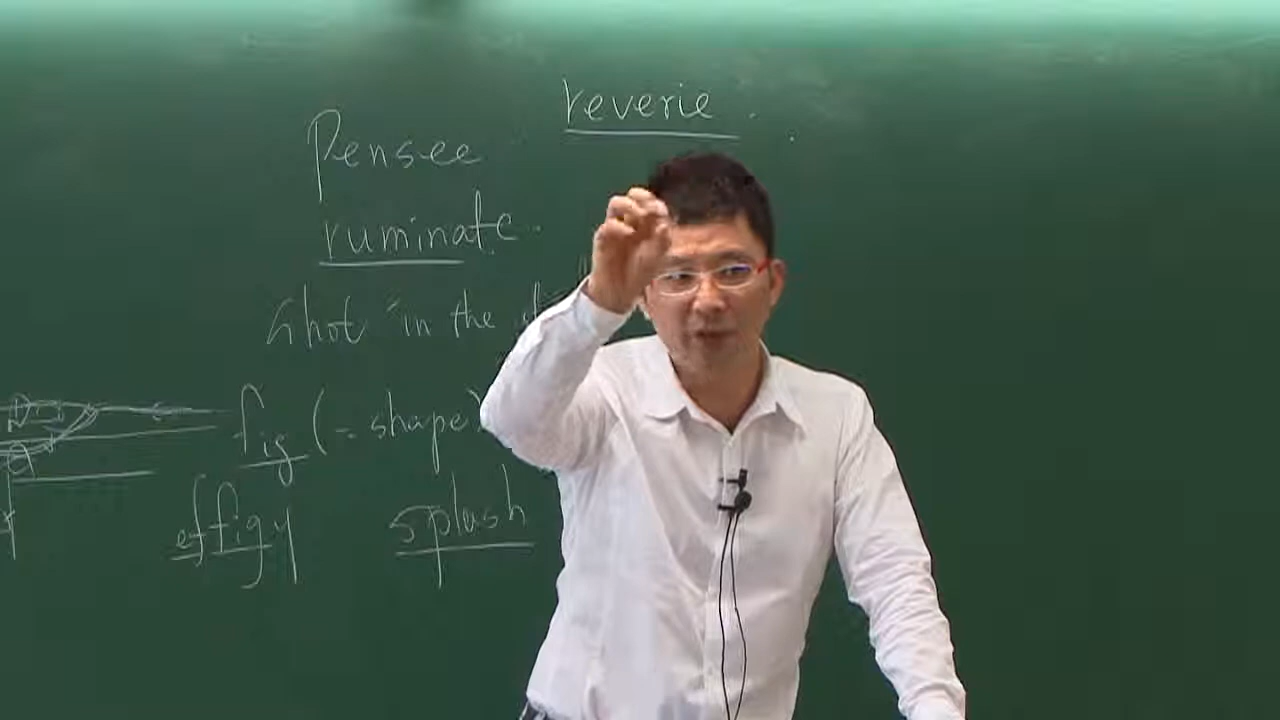 reverie
Pensee
ruminate
shot in the
fig (= shape)
effigy splash